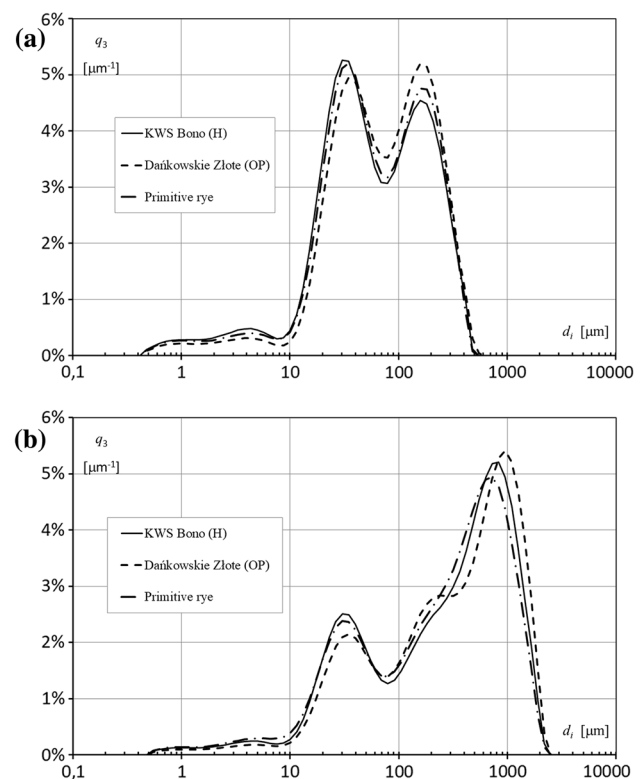 (a)
q3
[µm-1]
6%
5%
4%
3%
2%
1%
0%
KWS Bono (H)
Dańkowskie Złote (OP)
Primitive rye
di [µm]
0,1 1 10 100 1000 10000
(b)
q3
[µm-1]
6%
5%
4%
3%
2%
1%
0%
KWS Bono (H)
Dańkowskie Złote (OP)
Primitive rye
di [µm]
0,1 1 10 100 1000 10000